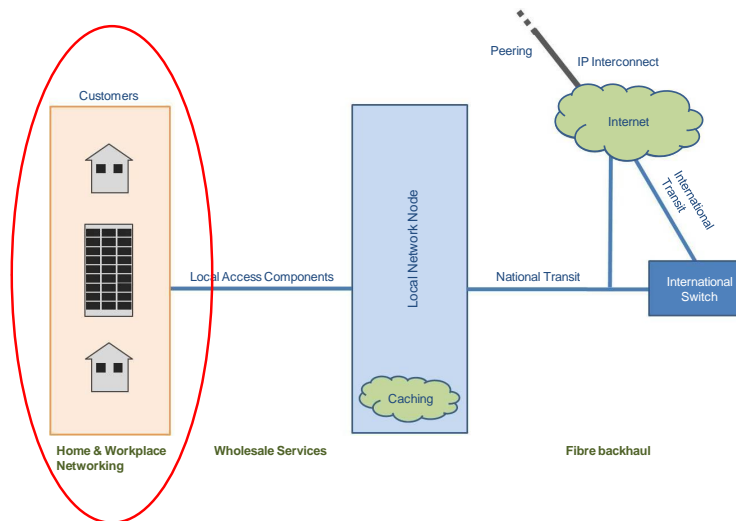 Peering
IP Interconnect
Customers
Internet
International
Transit
Local Network Node
Local Access Components
National Transit
International
Switch
Caching
Home & Workplace
Networking
Wholesale Services
Fibre backhaul